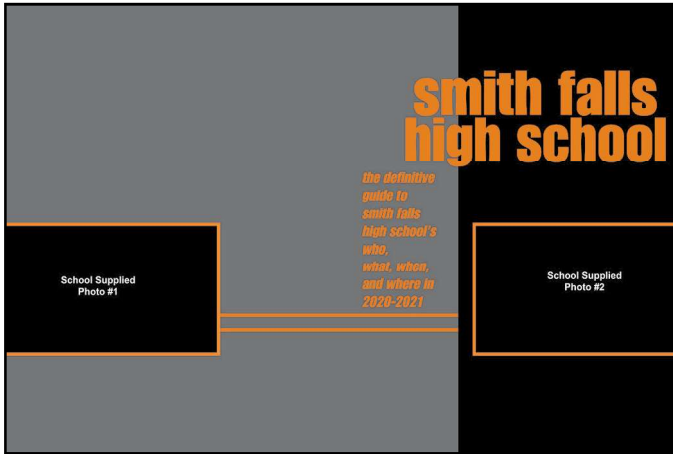 smith falls
high school
the definitive
guide to
smith falls
high school's
who,
what, when,
and where in
2020-2021
School Supplied
Photo #1
School Supplied
Photo #2